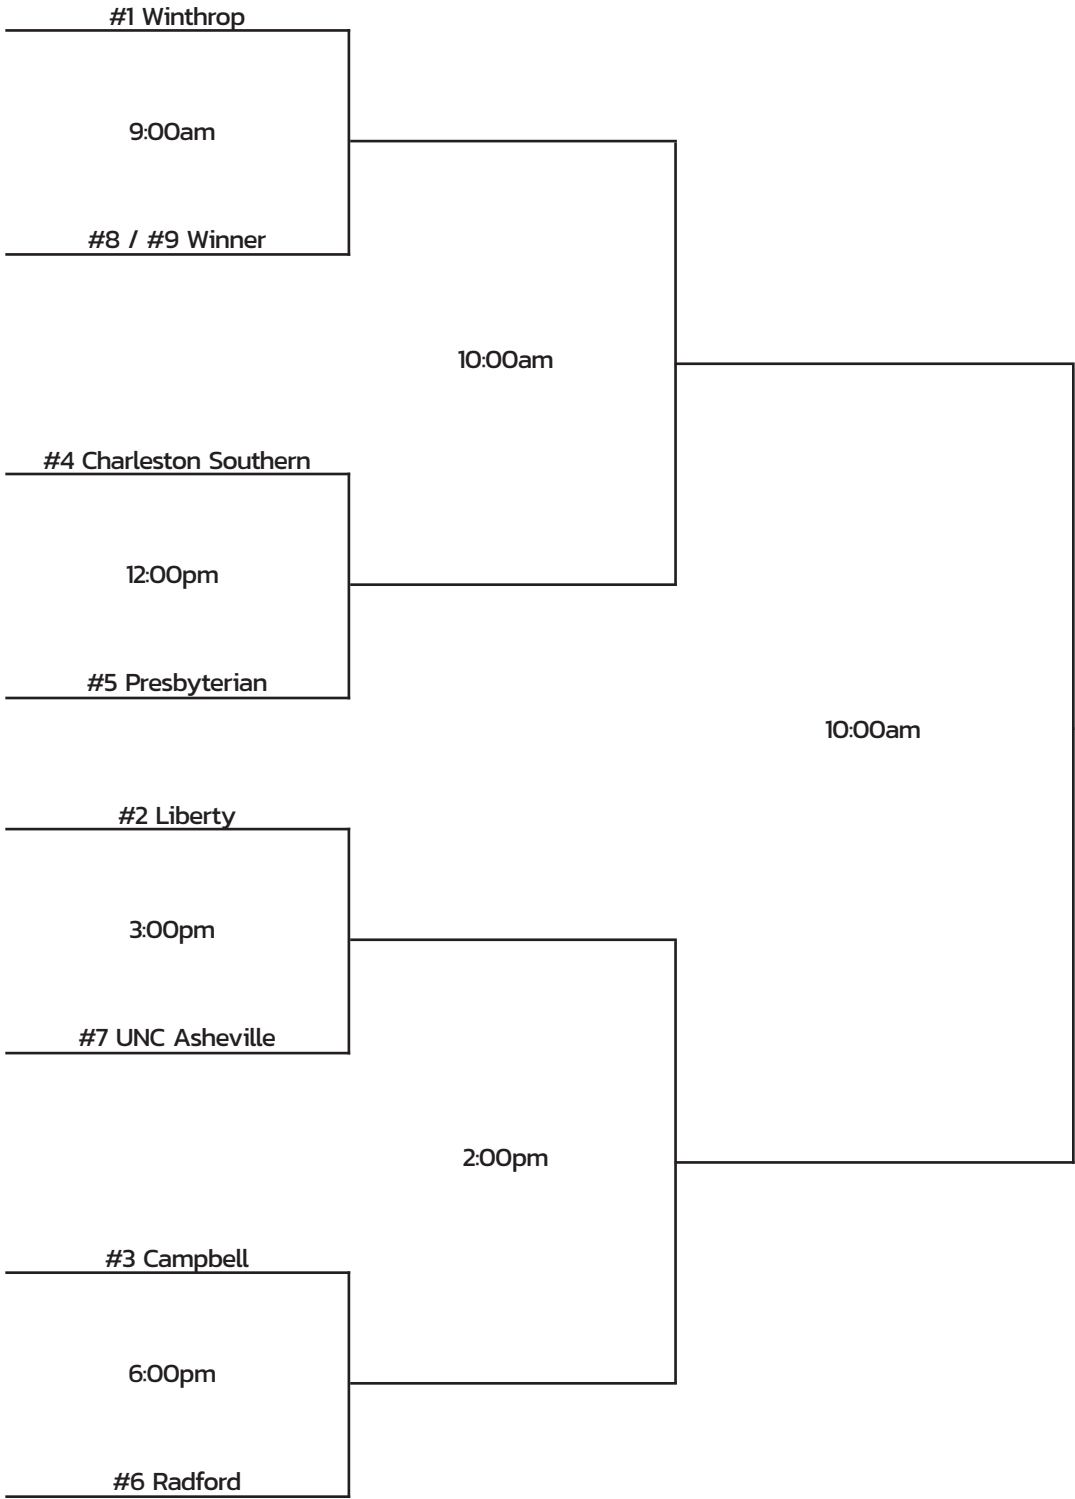 #1 Winthrop
9:00am
#8 / #9 Winner
10:00am
#4 Charleston Southern
12:00pm
#5 Presbyterian
10:00am
#2 Liberty
3:00pm
#7 UNC Asheville
2:00pm
#3 Campbell
6:00pm
#6 Radford